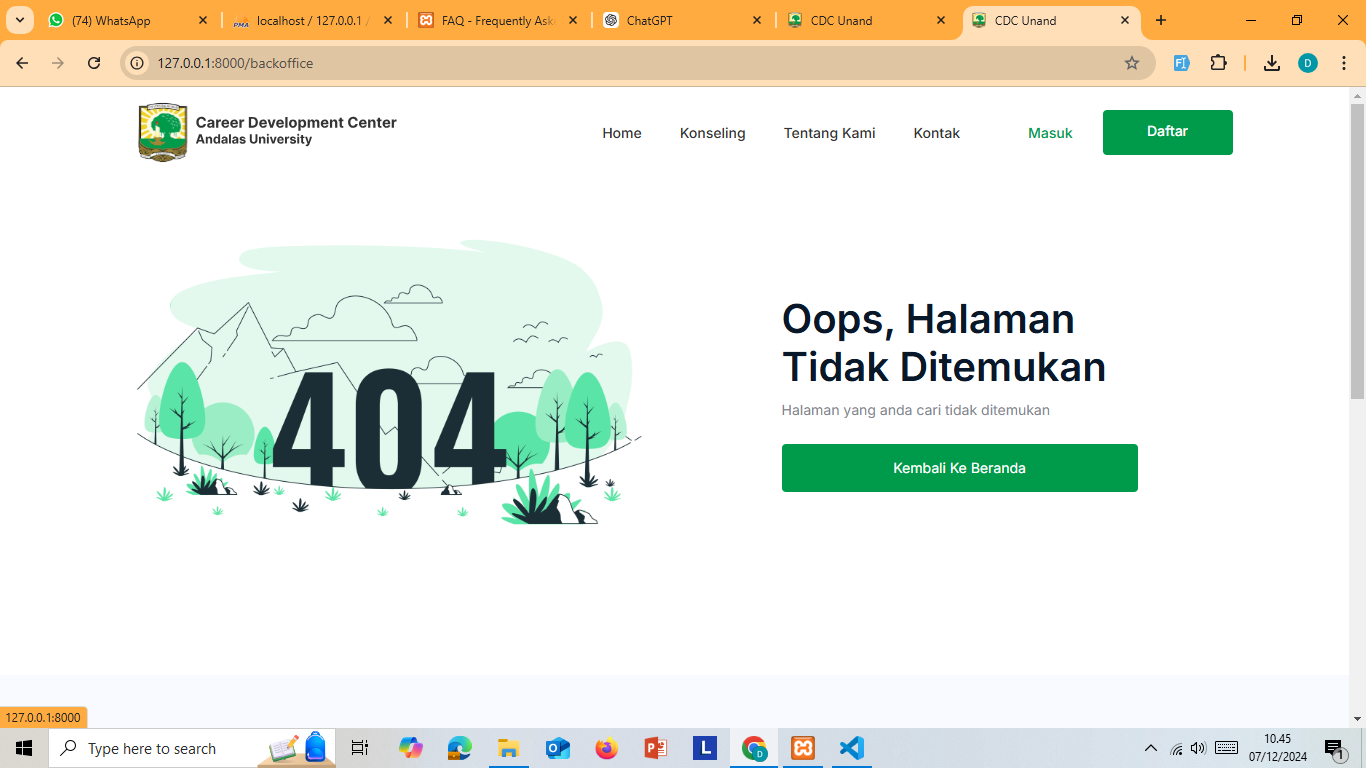 (74) WhatsApp
localhost / 127.0.0.1 /
FAQ - Frequently Ask
ChatGPT
CDC Unand
CDC Unand
127.0.0.1:8000/backoffice
D
Career Development Center
Andalas University
Home
Konseling
Tentang Kami
Kontak
Masuk
Daftar
404
Oops, Halaman
Tidak Ditemukan
Halaman yang anda cari tidak ditemukan
Kembali Ke Beranda
127.0.0.1:8000
Type here to search
10.45
07/12/2024
1